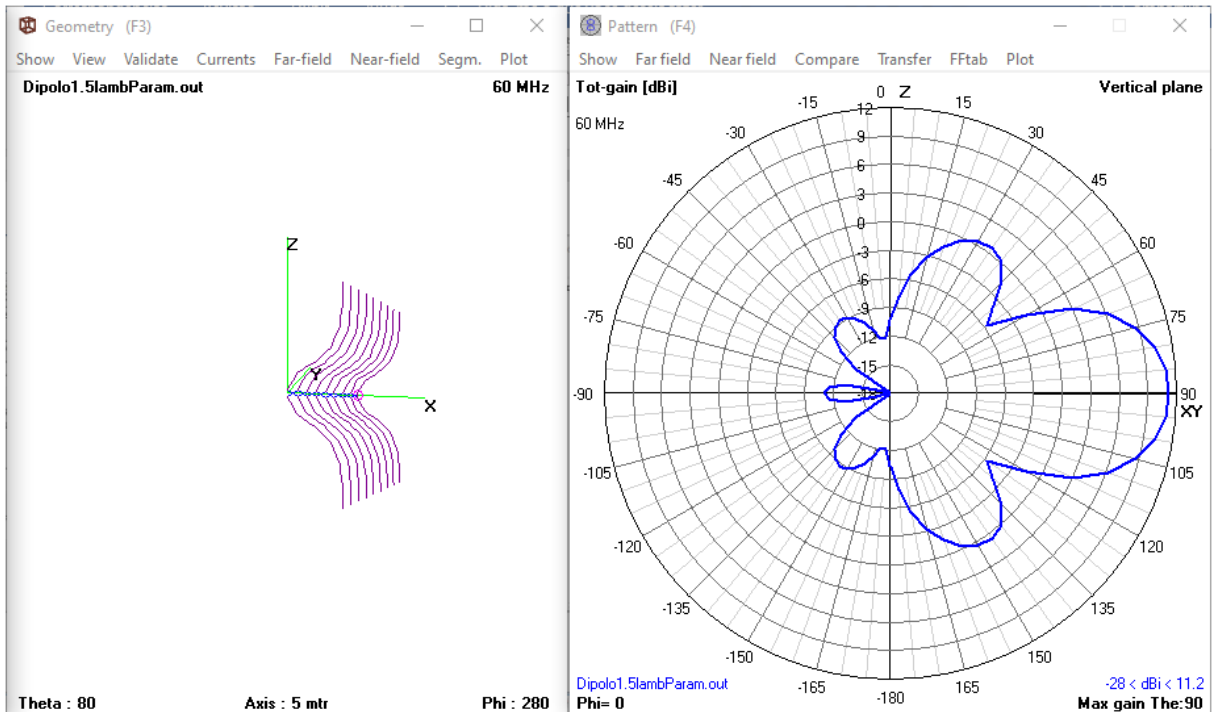 Geometry (F3)
Show View Validate Currents Far-field Near-field Segm. Plot
Dipolo1.5lambParam.out 60 MHz
Z
Y
X
Theta : 80 Axis : 5 mtr Phi : 280
Pattern (F4)
Show Far field Near field Compare Transfer FFtab Plot
Tot-gain [dBi] 0 Z Vertical plane
60 MHz
-15 12 15
-30 9 30
-45 6 45
3
-60 0 60
-3
-75 -6 75
-9
-12
-15
-90 90
XY
-105 105
-120 120
-135 135
-150 150
-165 -180 165
Dipolo1.5lambParam.out -28 < dBi < 11.2
Phi= 0 Max gain The:90